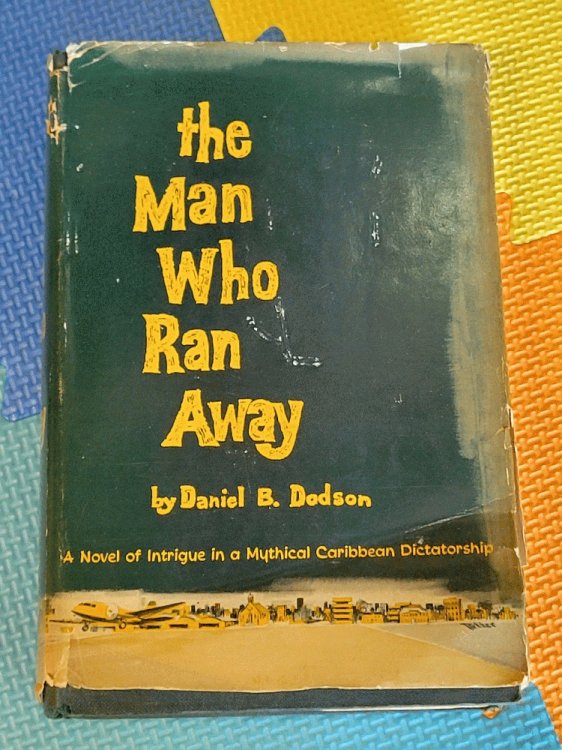 the
Man
Who
Ran
Away
by Daniel B. Dodson
A Novel of Intrigue in a Mythical Caribbean Dictatorship